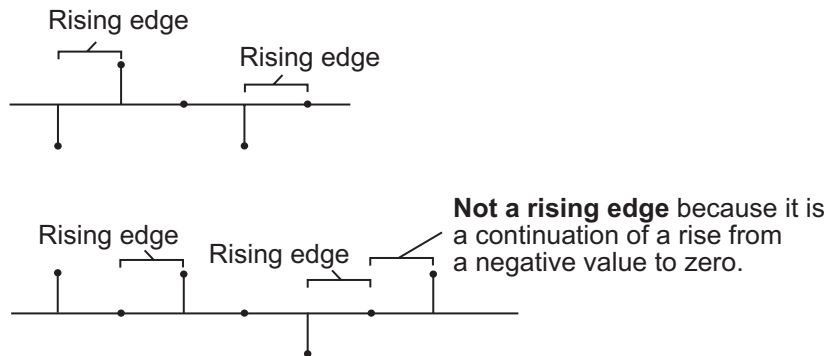 Rising edge
Rising edge
Not a rising edge because it is
a continuation of a rise from
a negative value to zero.
Rising edge
Rising edge